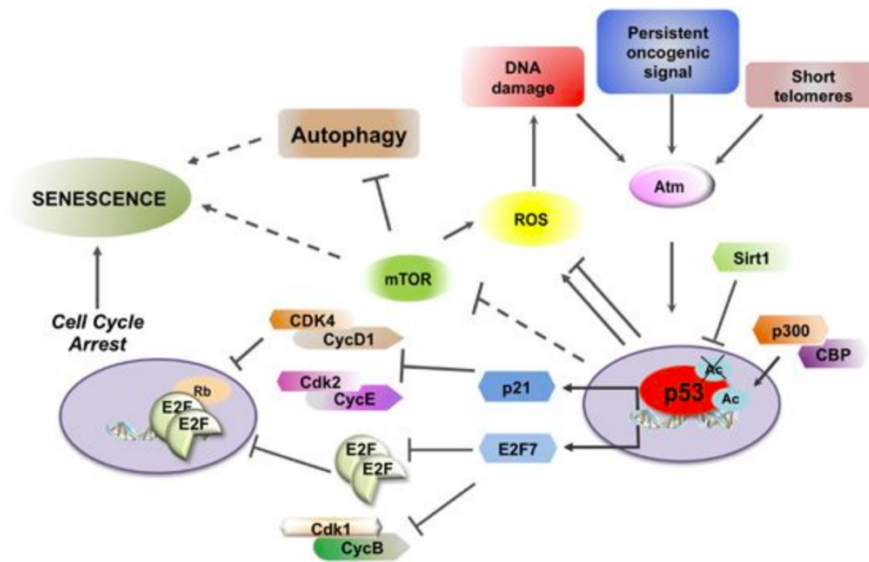 Persistent
oncogenic
signal
DNA
damage
Short
telomeres
Autophagy
Atm
SENESCENCE
ROS
Sirt1
mTOR
Cell Cycle
Arrest
CDK4
CycD1
p300
CBP
Ac
p53
Ac
Rb
E2F
E2F
Cdk2
CycE
p21
E2F7
E2F
E2F
Cdk1
CycB